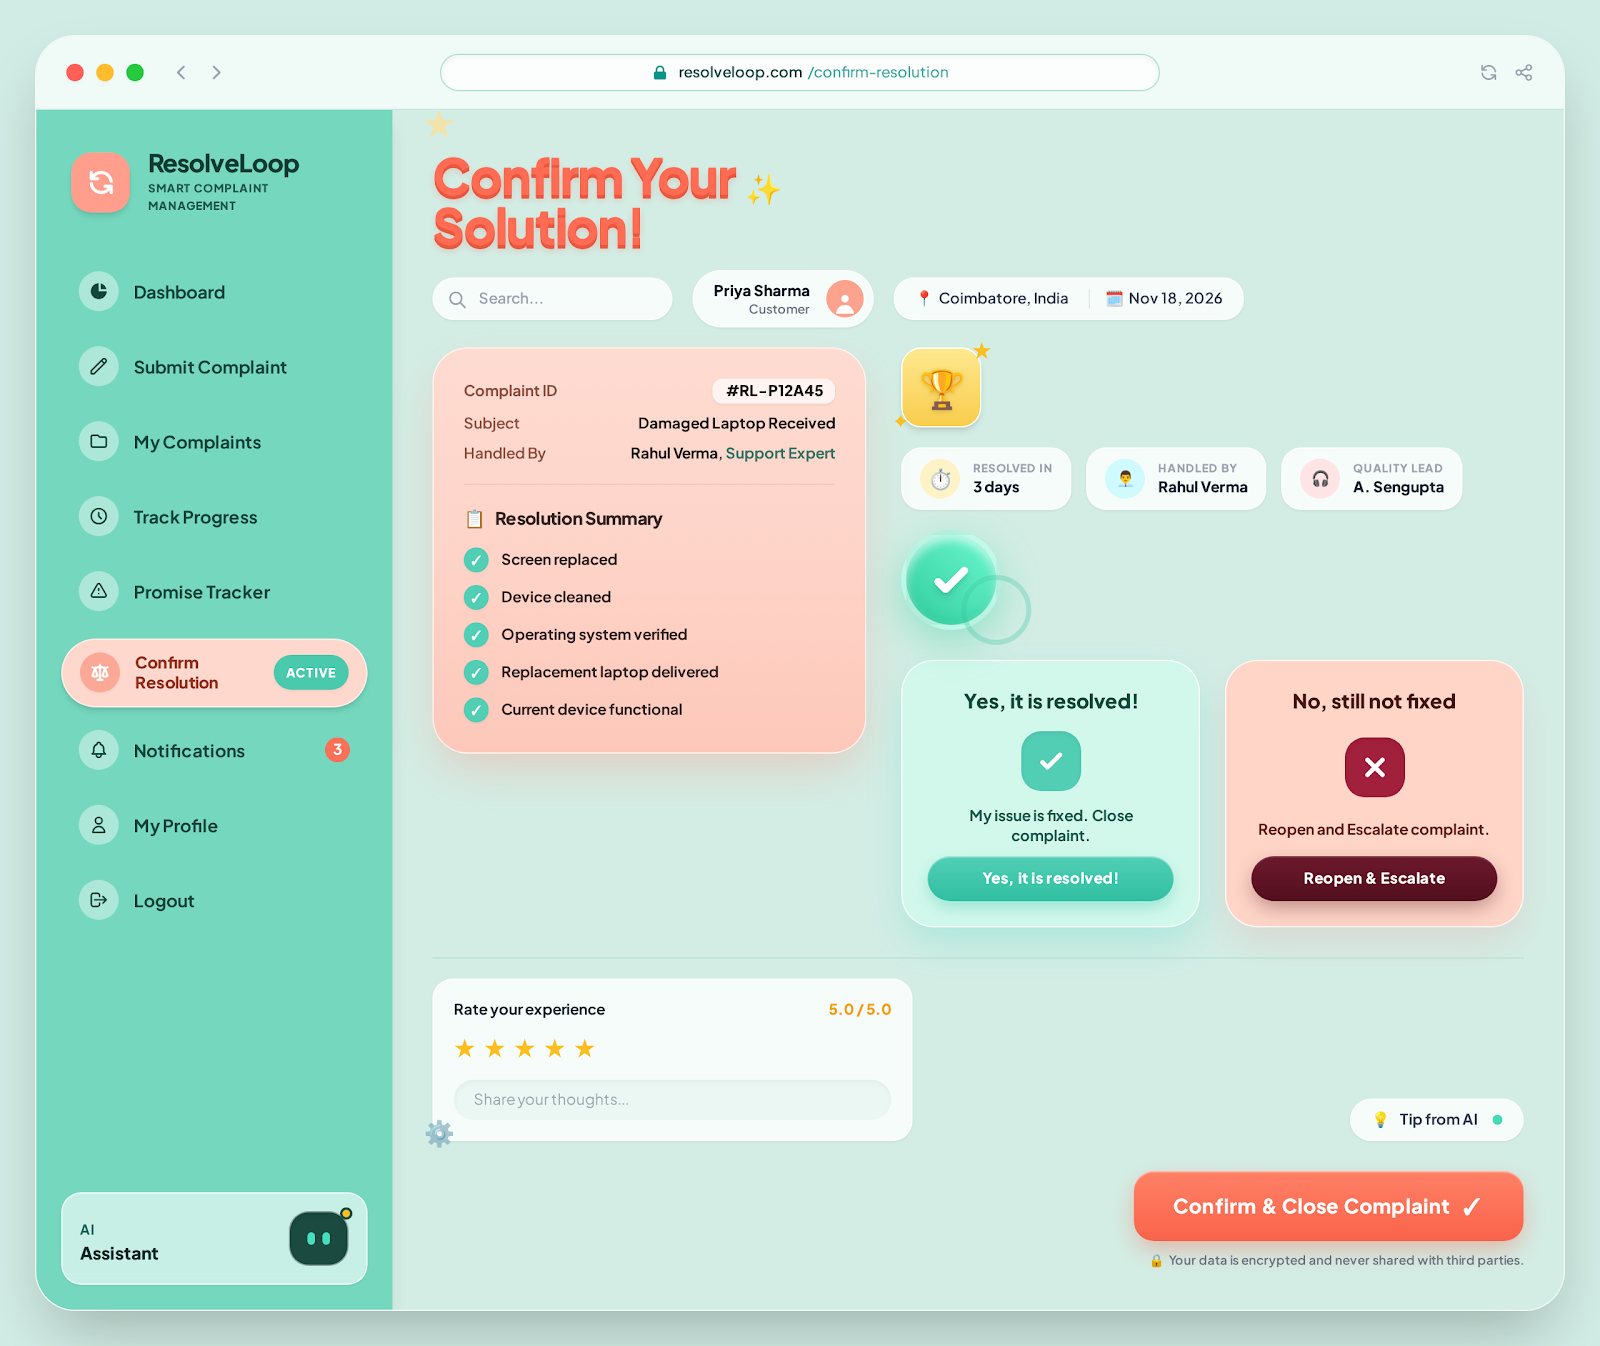 resolveloop.com /confirm-resolution
ResolveLoop
SMART COMPLAINT
MANAGEMENT
Dashboard
Submit Complaint
My Complaints
Track Progress
Promise Tracker
Confirm
Resolution
ACTIVE
Notifications
3
My Profile
Logout
AI
Assistant
Confirm Your
Solution!
Search...
Priya Sharma
Customer
Coimbatore, India
Nov 18, 2026
Complaint ID
#RL-P12A45
Subject
Damaged Laptop Received
Handled By
Rahul Verma, Support Expert
Resolution Summary
Screen replaced
Device cleaned
Operating system verified
Replacement laptop delivered
Current device functional
RESOLVED IN
3 days
HANDLED BY
Rahul Verma
QUALITY LEAD
A. Sengupta
Yes, it is resolved!
My issue is fixed. Close
complaint.
Yes, it is resolved!
No, still not fixed
Reopen and Escalate complaint.
Reopen & Escalate
Rate your experience
5.0 / 5.0
Share your thoughts...
Tip from AI
Confirm & Close Complaint ✓
Your data is encrypted and never shared with third parties.